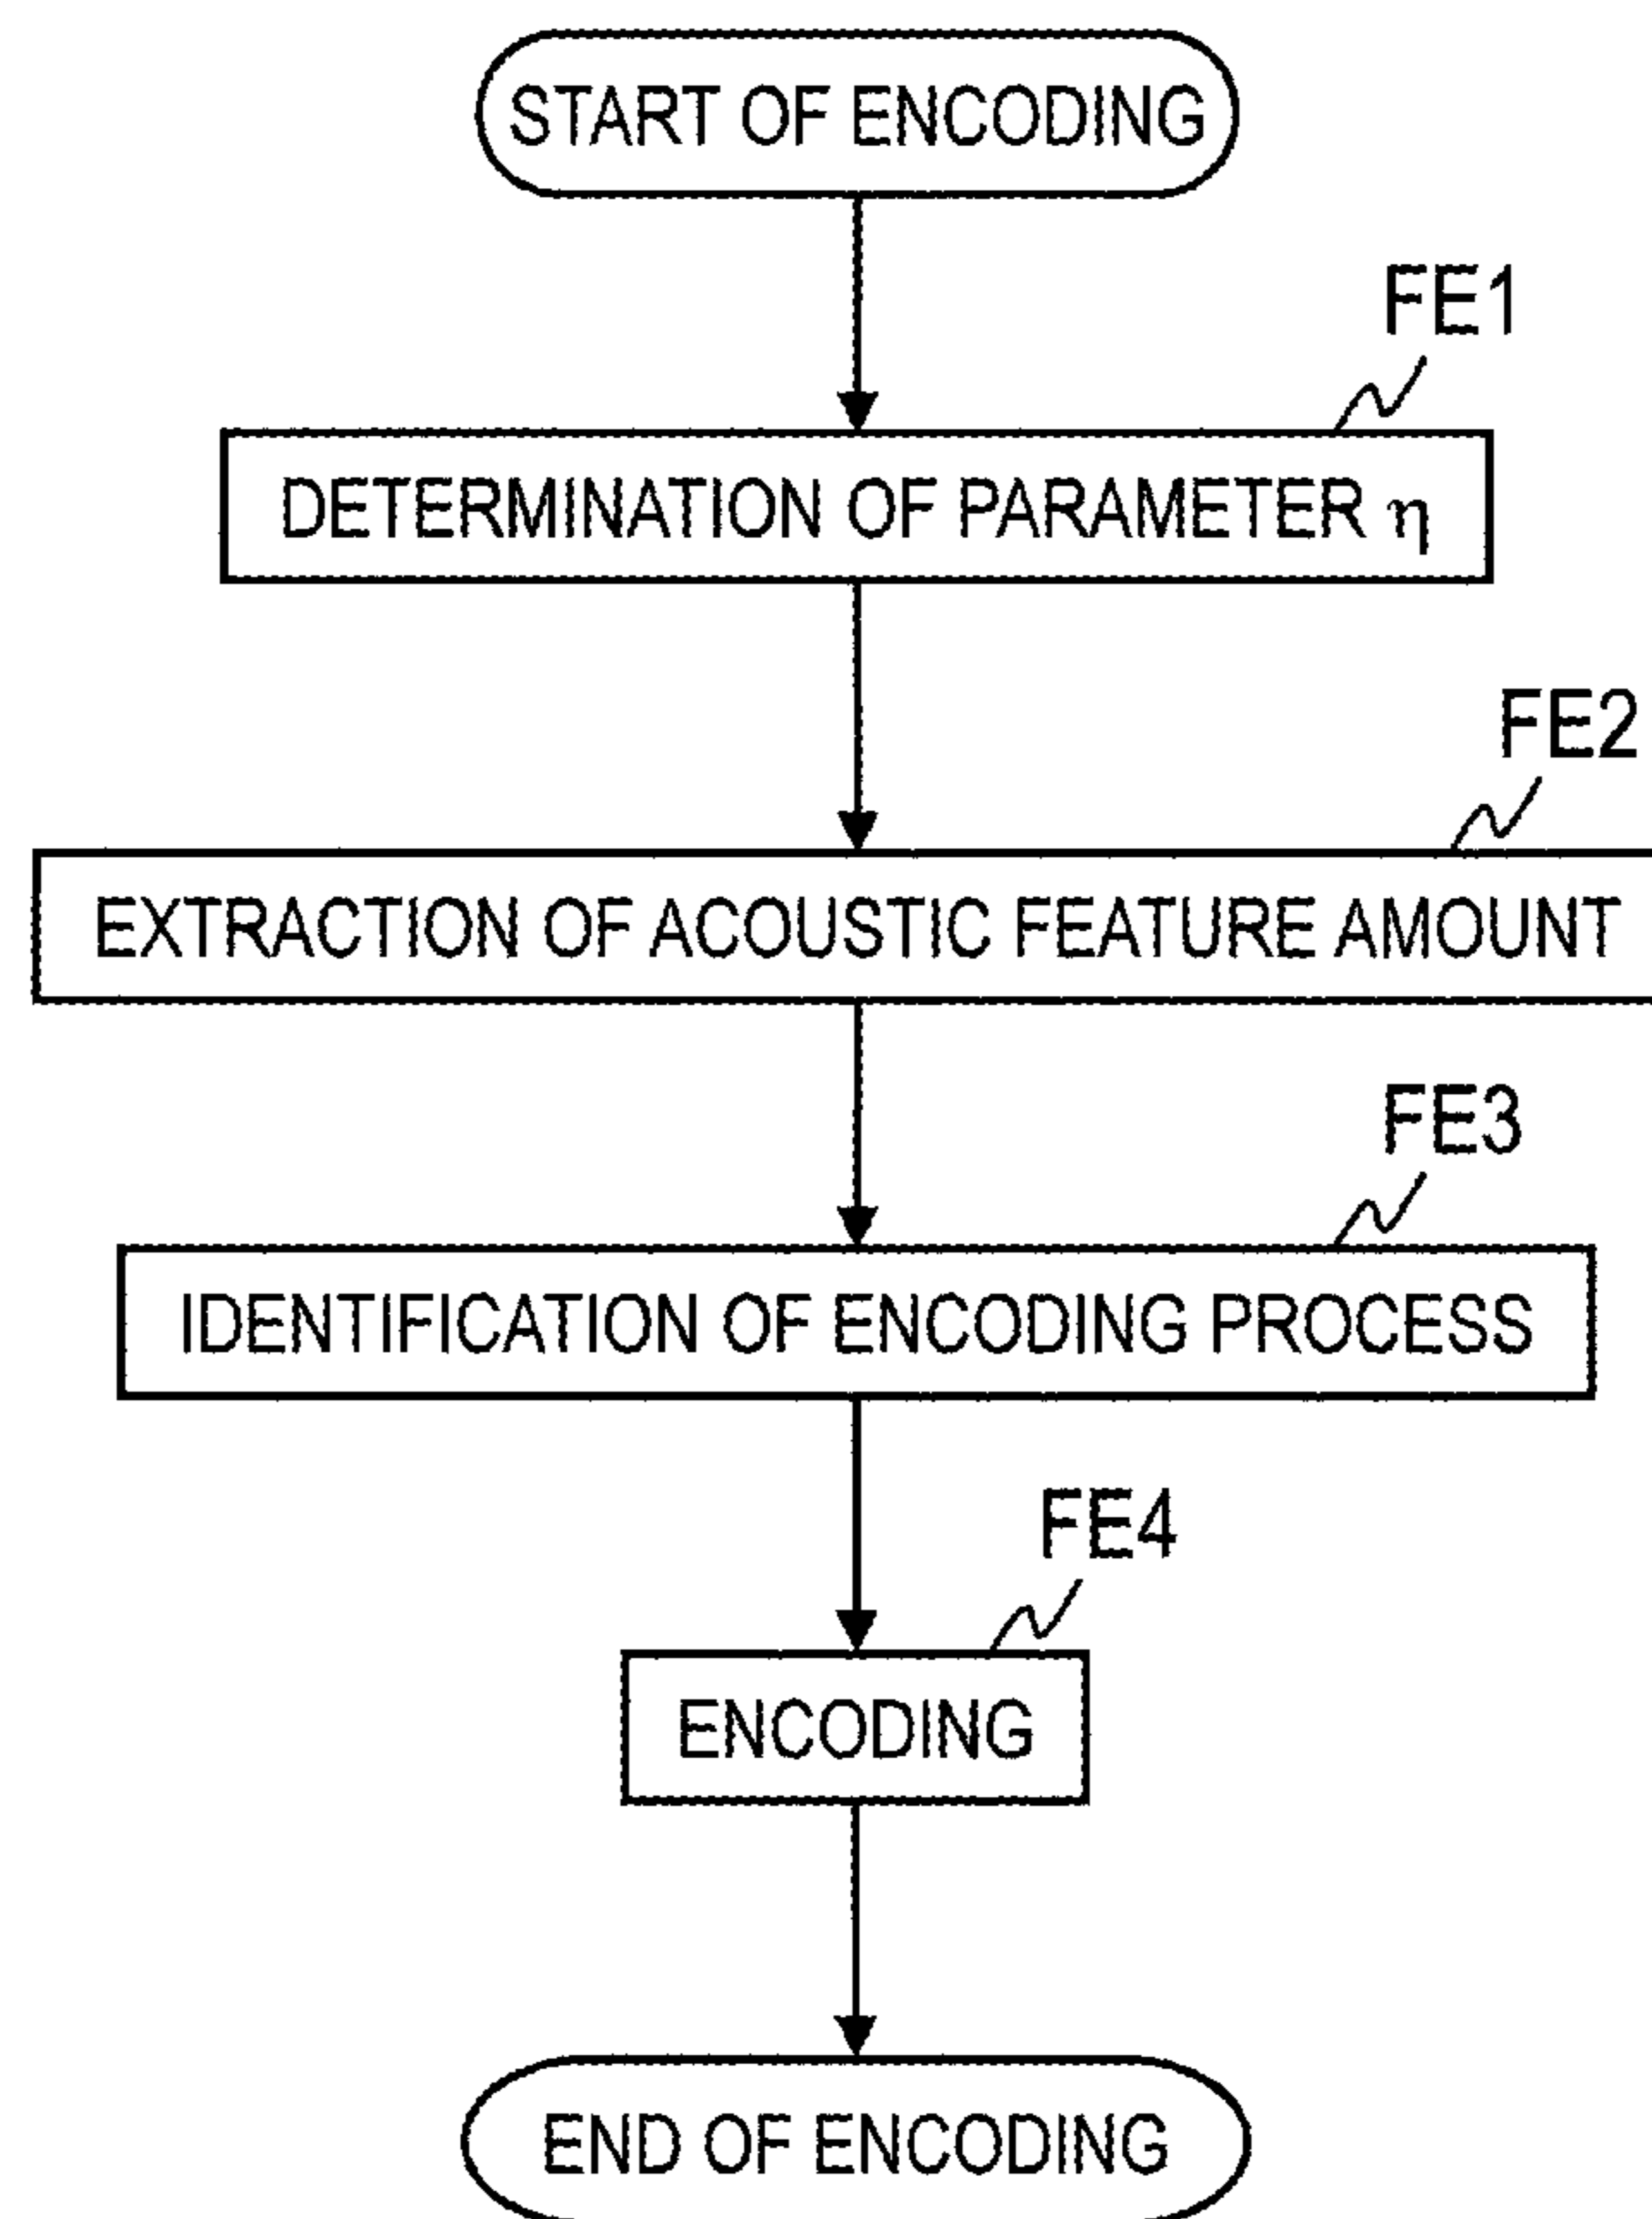 START OF ENCODING
FE1
DETERMINATION OF PARAMETER η
FE2
EXTRACTION OF ACOUSTIC FEATURE AMOUNT
FE3
IDENTIFICATION OF ENCODING PROCESS
FE4
ENCODING
END OF ENCODING